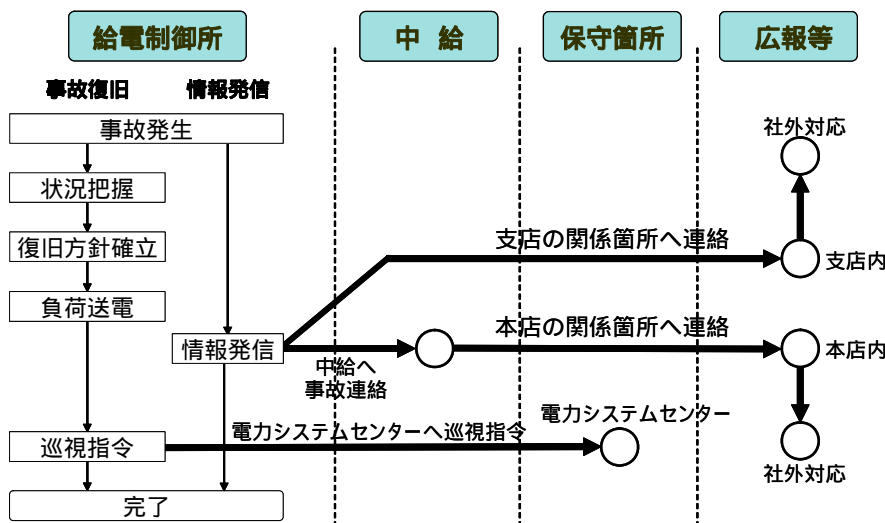 給電制御所
中 給
保守箇所
広報等
事故復旧
情報発信
事故発生
社外対応
状況把握
復旧方針確立
支店の関係箇所へ連絡
支店内
負荷送電
情報発信
本店の関係箇所へ連絡
本店内
中給へ
事故連絡
電力システムセンター
巡視指令
電力システムセンターへ巡視指令
社外対応
完了